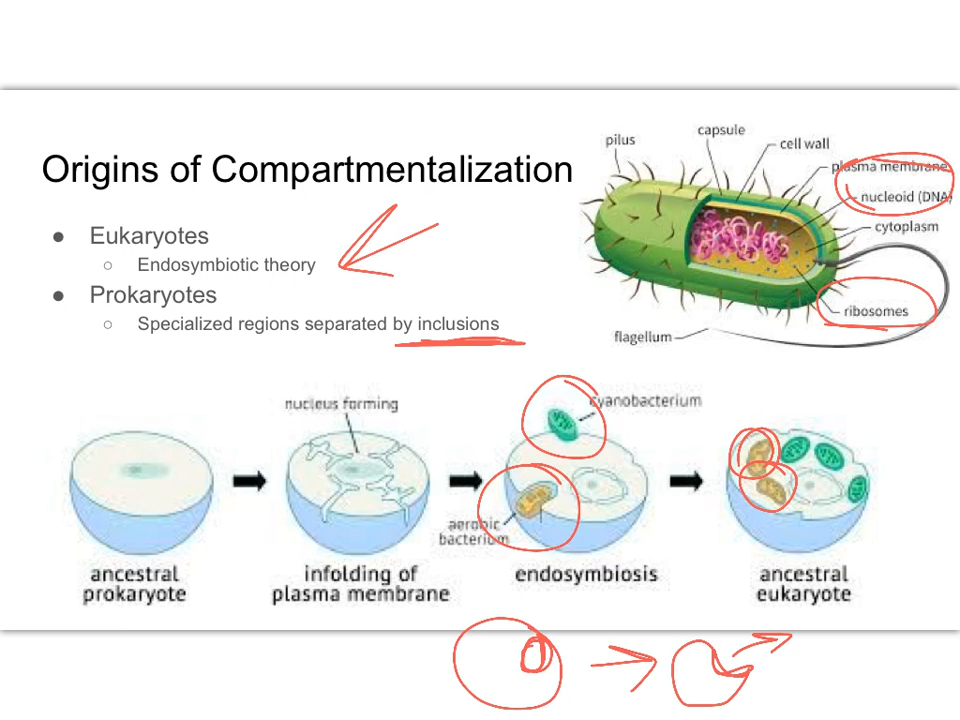 Origins of Compartmentalization
● Eukaryotes
○ Endosymbiotic theory
● Prokaryotes
○ Specialized regions separated by inclusions
pilus
capsule
cell wall
plasma membrane
nucleoid (DNA)
cytoplasm
ribosomes
flagellum
nucleus forming
cyanobacterium
aerobic
bacterium
ancestral
prokaryote
infolding of
plasma membrane
endosymbiosis
ancestral
eukaryote